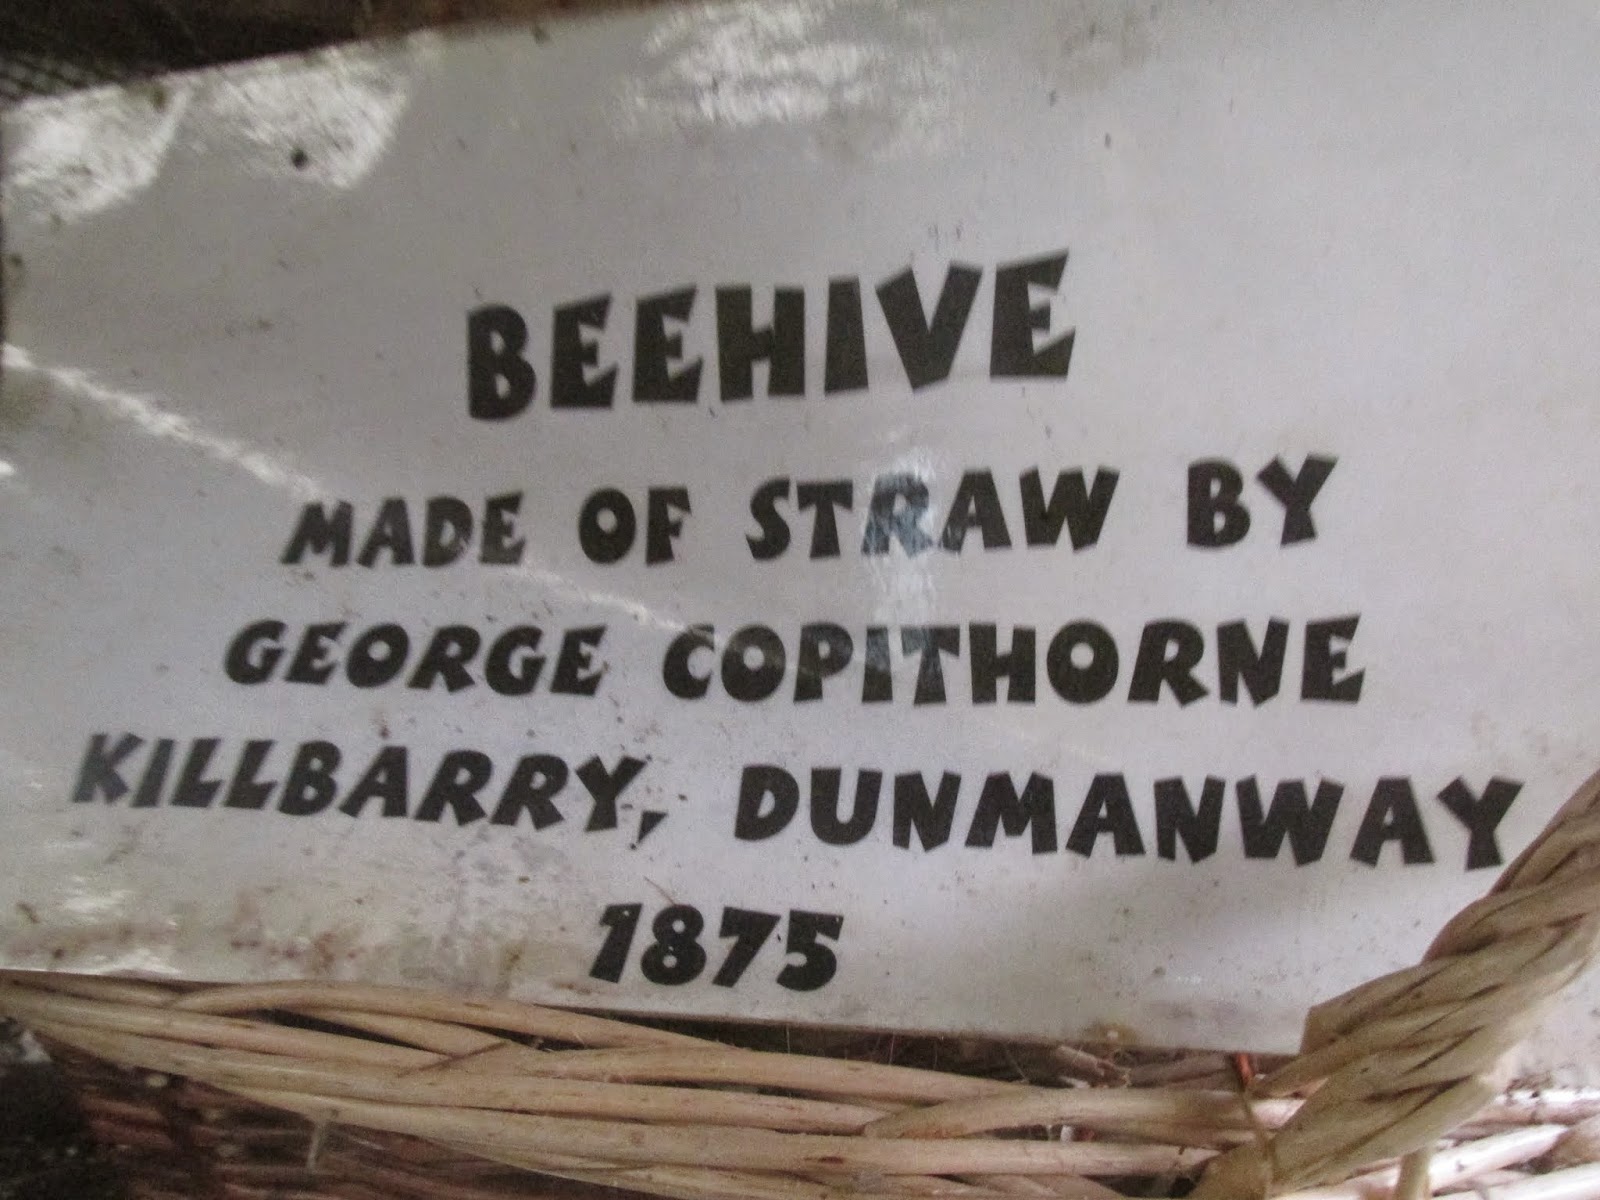 BEEHIVE
MADE OF STRAW BY
GEORGE COPITHORNE
KILLBARRY, DUNMANWAY
1875